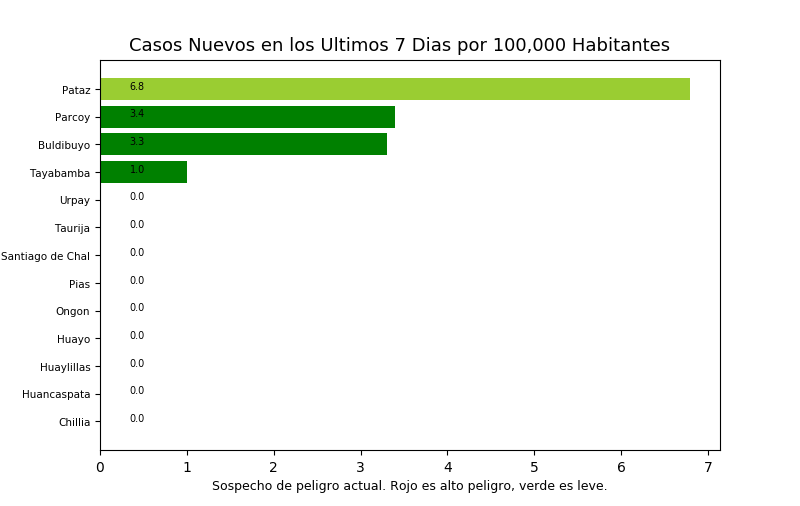 Casos Nuevos en los Ultimos 7 Dias por 100,000 Habitantes
Pataz 6.8
Parcoy 3.4
Buldibuyo 3.3
Tayabamba 1.0
Urpay 0.0
Taurija 0.0
Santiago de Chal 0.0
Pias 0.0
Ongon 0.0
Huayo 0.0
Huaylillas 0.0
Huancaspata 0.0
Chillia 0.0
0 1 2 3 4 5 6 7
Sospecho de peligro actual. Rojo es alto peligro, verde es leve.